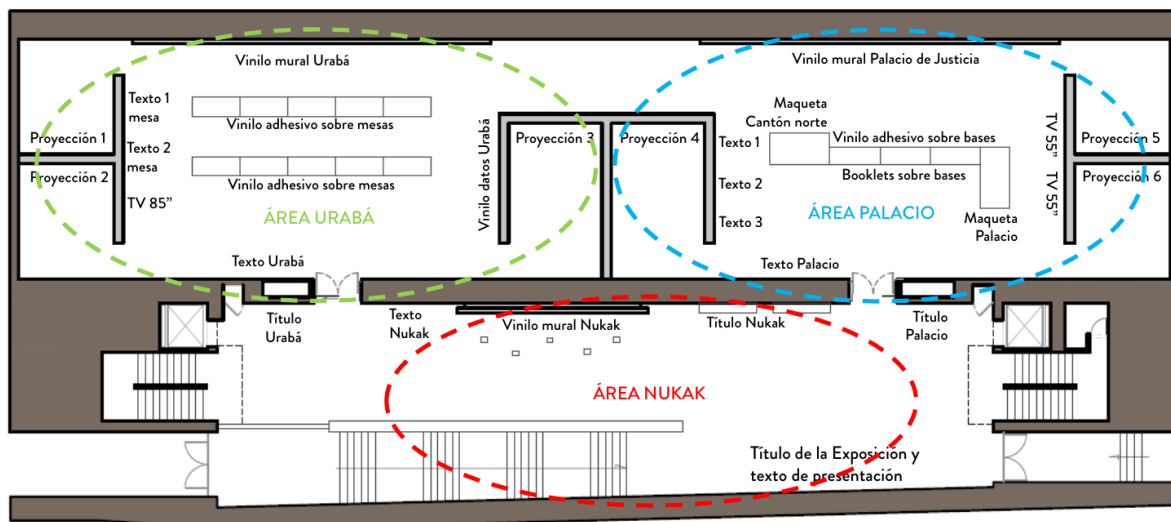 Vinilo mural Urabá
Vinilo mural Palacio de Justicia
Texto 1
mesa
Proyección 1
Texto 2
mesa
Proyección 2
TV 85”
Vinilo adhesivo sobre mesas
Vinilo adhesivo sobre mesas
ÁREA URABÁ
Vinilo datos Urabá
Proyección 3
Texto Urabá
Proyección 4
Texto 1
Texto 2
Texto 3
Maqueta
Cantón norte
Vinilo adhesivo sobre bases
Booklets sobre bases
ÁREA PALACIO
Maqueta
Palacio
TV 55”
TV 55”
Proyección 5
Proyección 6
Texto Palacio
Título
Urabá
Texto
Nukak
Vinilo mural Nukak
Título Nukak
Título
Palacio
ÁREA NUKAK
Título de la Exposición y
texto de presentación